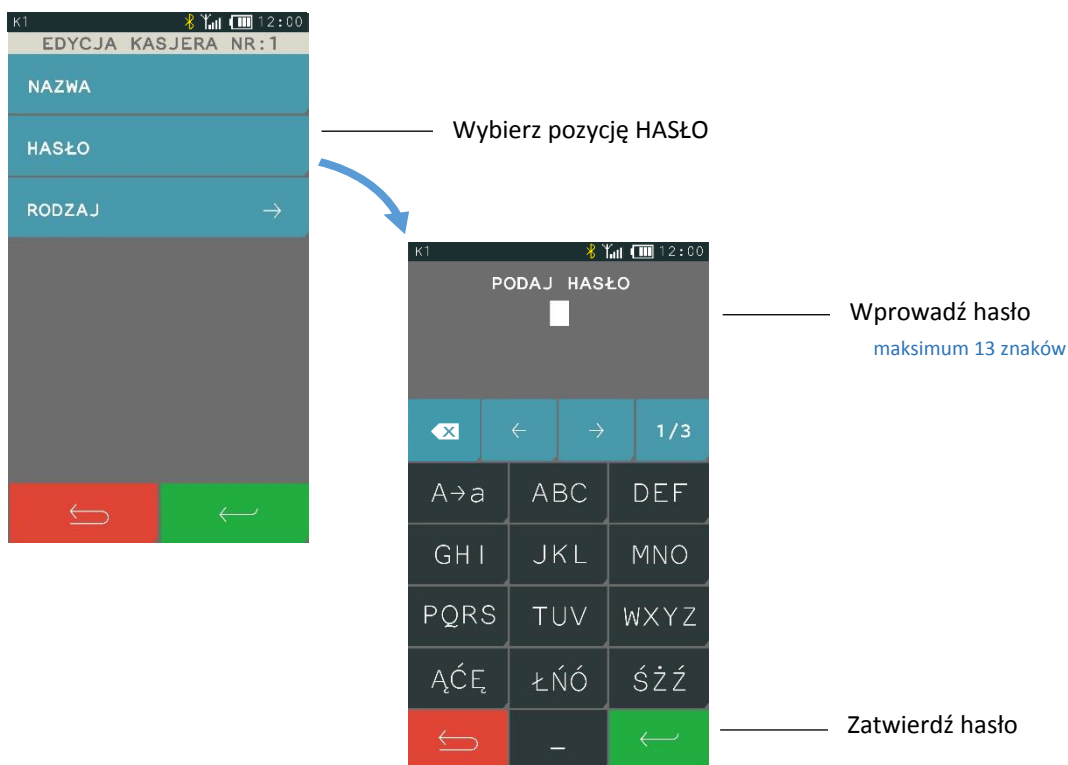 K1 12:00
EDYCJA KASJERA NR:1
NAZWA
HASŁO
RODZAJ →
Wybierz pozycję HASŁO
K1 12:00
PODAJ HASŁO
Wprowadź hasło
maksimum 13 znaków
← → 1/3
A→a ABC DEF
GHI JKL MNO
PQRS TUV WXYZ
ĄĆĘ ŁŃÓ ŚŻŹ
_
Zatwierdź hasło